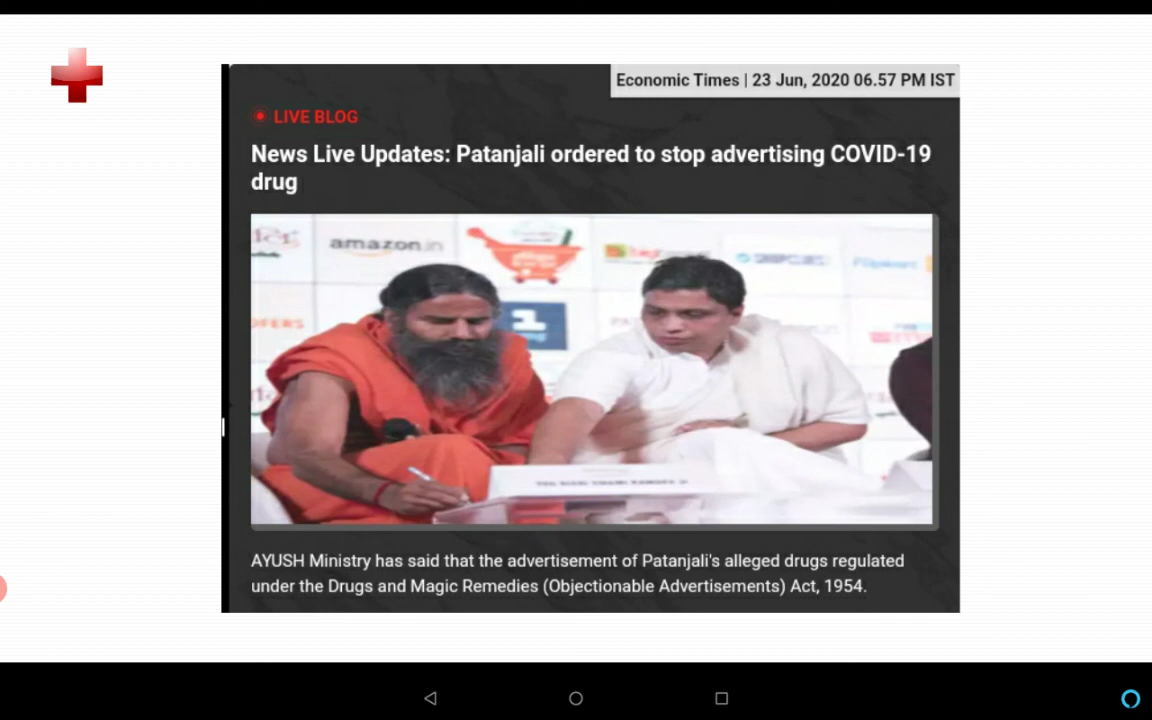 Economic Times | 23 Jun, 2020 06.57 PM IST
LIVE BLOG
News Live Updates: Patanjali ordered to stop advertising COVID-19
drug
amazon.in
1
AYUSH Ministry has said that the advertisement of Patanjali's alleged drugs regulated
under the Drugs and Magic Remedies (Objectionable Advertisements) Act, 1954.